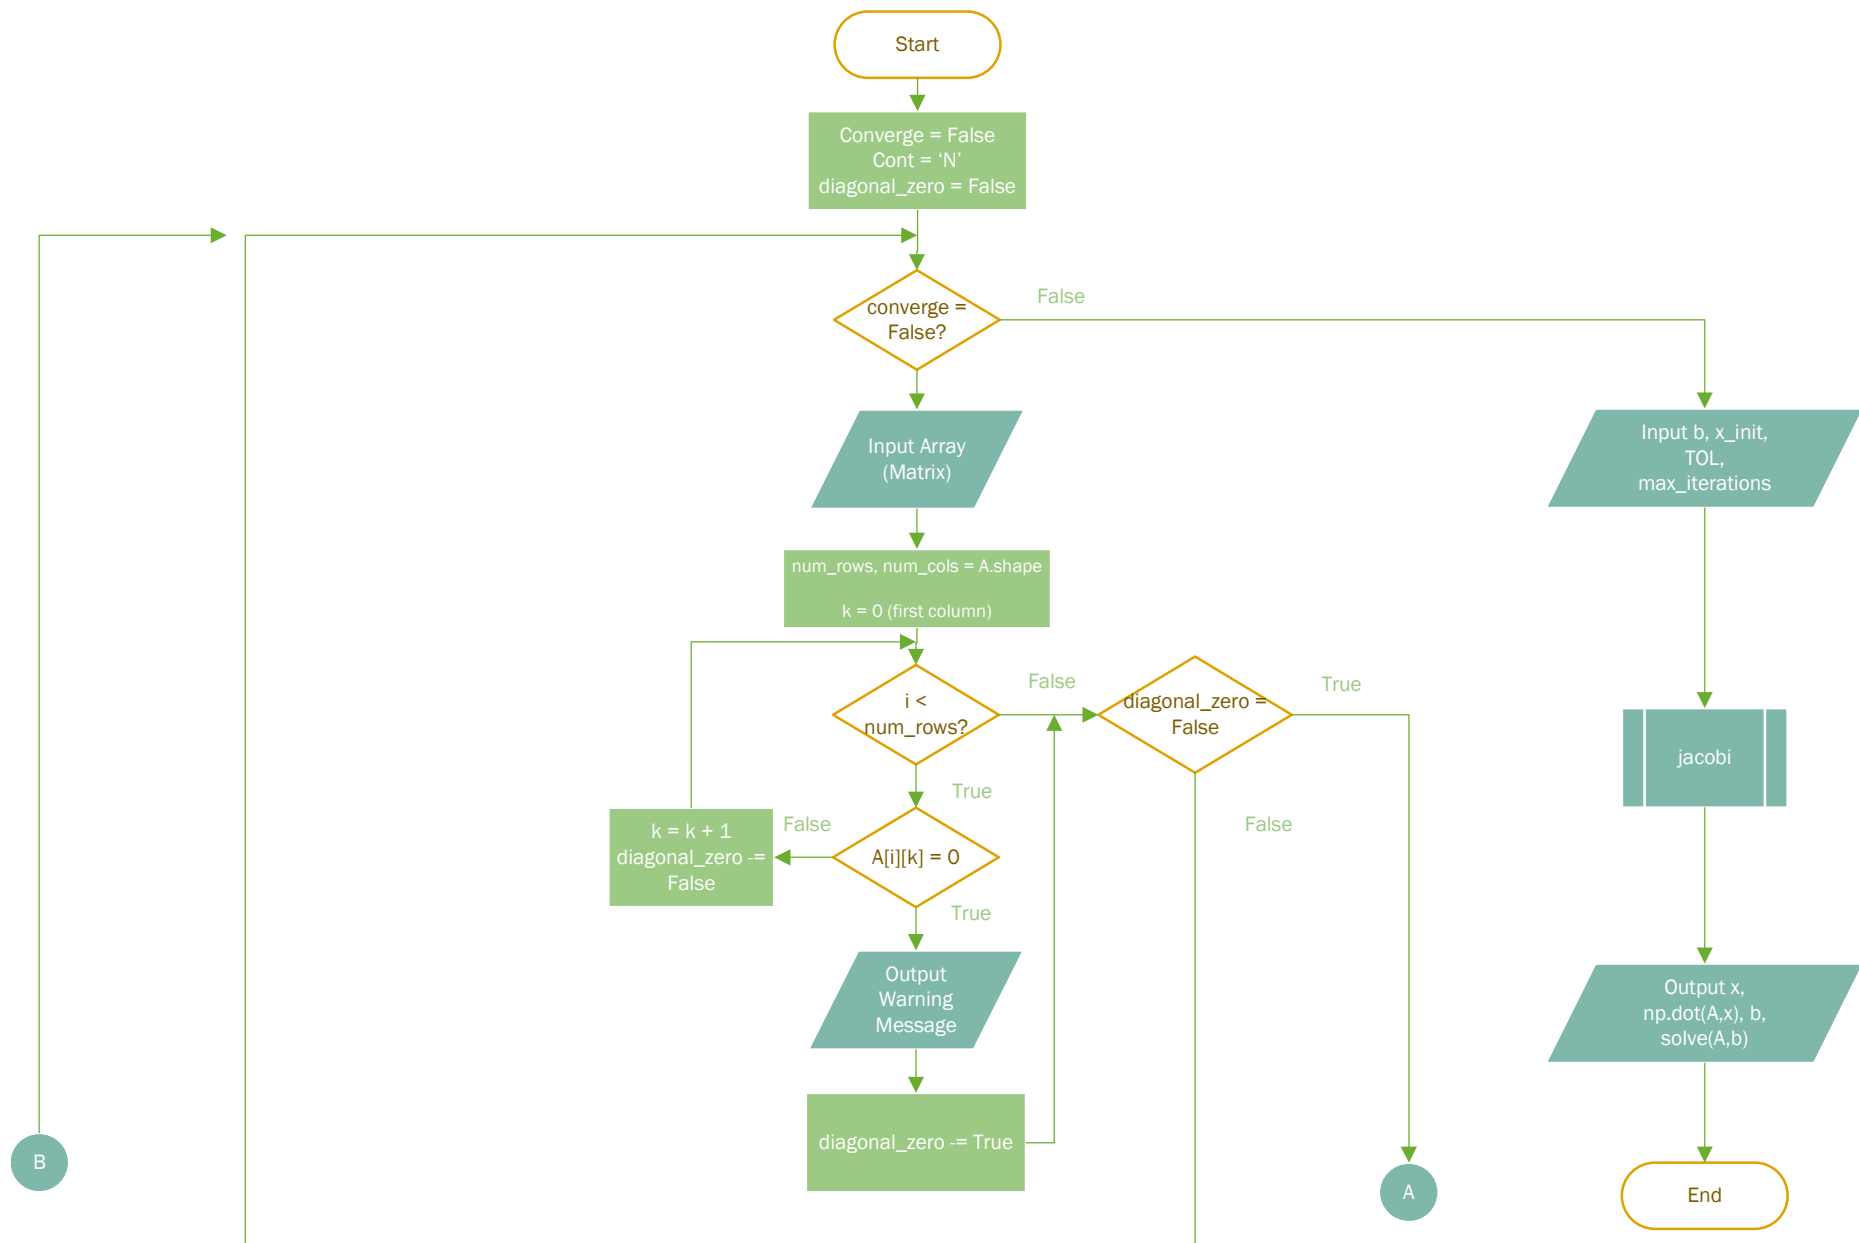 Start
Converge = False
Cont = ‘N’
diagonal_zero = False
converge =
False?
False
Input Array
(Matrix)
Input b, x_init,
TOL,
max_iterations
num_rows, num_cols = A.shape
k = 0 (first column)
i <
num_rows?
False
diagonal_zero =
False
True
jacobi
True
False
k = k + 1
diagonal_zero -=
False
False
A[i][k] = 0
True
Output
Warning
Message
Output x,
np.dot(A,x), b,
solve(A,b)
diagonal_zero -= True
B
A
End